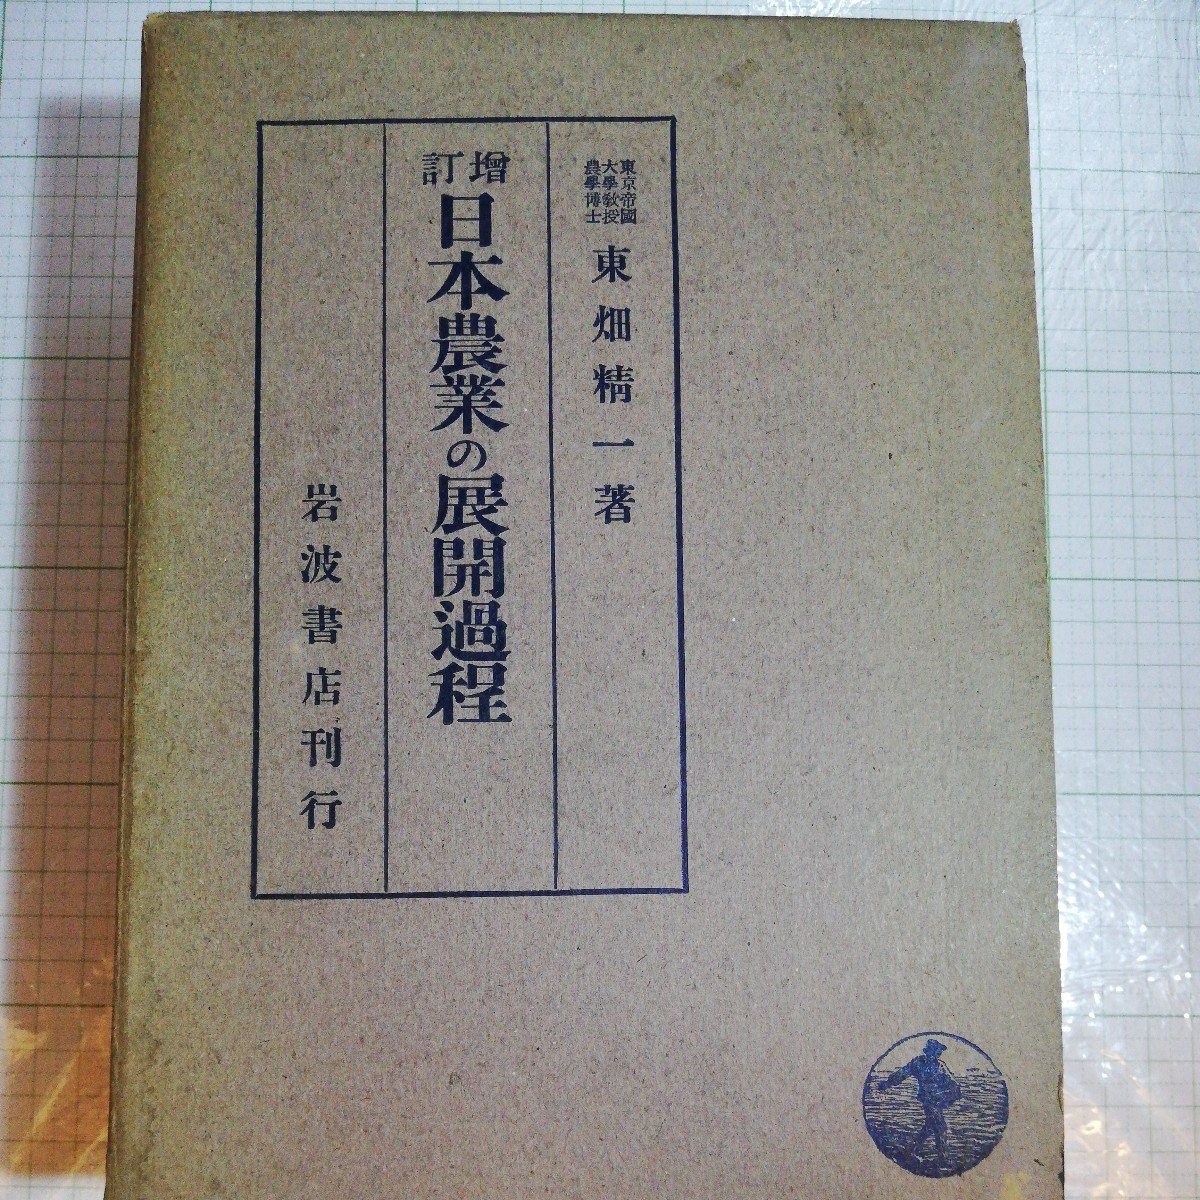 東京帝國
大學敎授
農學博士
東畑精一著
增訂
日本農業の展開過程
岩波書店刊行